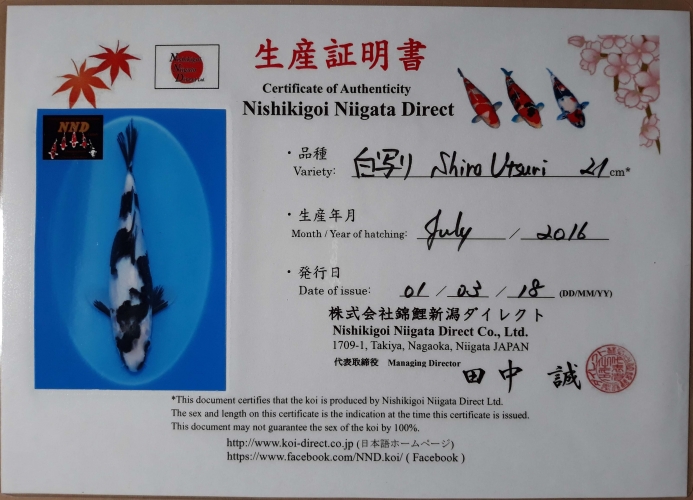 NND
Nishikigoi
Niigata
Direct
生産証明書
Certificate of Authenticity
Nishikigoi Niigata Direct
・品種 白写り Shiro Utsuri 21 cm*
Variety:
・生産年月
Month / Year of hatching: July / 2016
・発行日
Date of issue: 01 / 03 / 18 (DD/MM/YY)
株式会社錦鯉新潟ダイレクト
Nishikigoi Niigata Direct Co., Ltd.
1709-1, Takiya, Nagaoka, Niigata JAPAN
代表取締役 Managing Director 田中 誠
*This document certifies that the koi is produced by Nishikigoi Niigata Direct Ltd.
The sex and length on this certificate is the indication at the time this certificate is issued.
This document may not guarantee the sex of the koi by 100%.
http://www.koi-direct.co.jp (日本語ホームページ)
https://www.facebook.com/NND.koi/ ( Facebook )